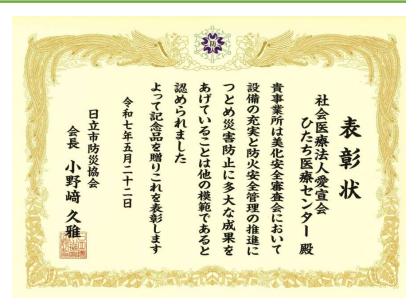 防
表彰状
社会医療法人愛宣会
ひたち医療センター 殿
貴事業所は美化安全審査会において
設備の充実と防火安全管理の推進に
つとめ災害防止に多大な成果を
あげていることは他の模範であると
認められました
よって記念品を贈りこれを表彰します
令和七年五月二十二日
日立市防災協会
会長 小野崎 久雅